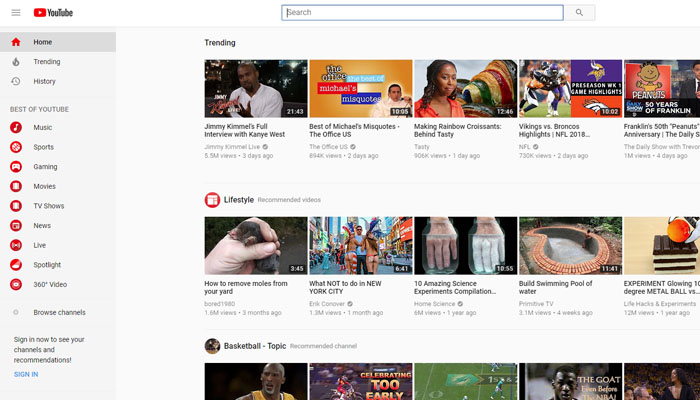 YouTube
Search
Home
Trending
History
BEST OF YOUTUBE
Music
Sports
Gaming
Movies
TV Shows
News
Live
Spotlight
360° Video
Browse channels
Sign in now to see your
channels and
recommendations!
SIGN IN
Trending
21:43
Jimmy Kimmel's Full
Interview with Kanye West
Jimmy Kimmel Live
5.5M views • 3 days ago
the
office the best of
michael's
misquotes
10:05
Best of Michael's Misquotes -
The Office US
The Office US
894K views • 2 days ago
12:46
Making Rainbow Croissants:
Behind Tasty
Tasty
906K views • 1 day ago
PRESEASON WK 1
GAME HIGHLIGHTS
10:02
Vikings vs. Broncos
Highlights | NFL 2018...
NFL
730K views • 2 days ago
PEANUTS
50 YEARS OF
FRANKLIN
Franklin's 50th "Peanuts"
Anniversary | The Daily S
The Daily Show with Trevor
1M views • 4 days ago
Lifestyle Recommended videos
3:45
How to remove moles from
your yard
bored1980
1.6M views • 3 months ago
6:41
What NOT to do in NEW
YORK CITY
Erik Conover
1.3M views • 1 month ago
10:55
10 Amazing Science
Experiments Compilation...
Home Science
6M views • 1 year ago
11:41
Build Swimming Pool of
water
Primitive TV
3.1M views • 4 weeks ago
EXPERIMENT Glowing 10
degree METAL BALL vs...
Life Hacks & Experiments
12M views • 1 year ago
Basketball - Topic Recommended channel
CELEBRATING
TOO
EARLY
THE GOAT
Even Before
The NBA